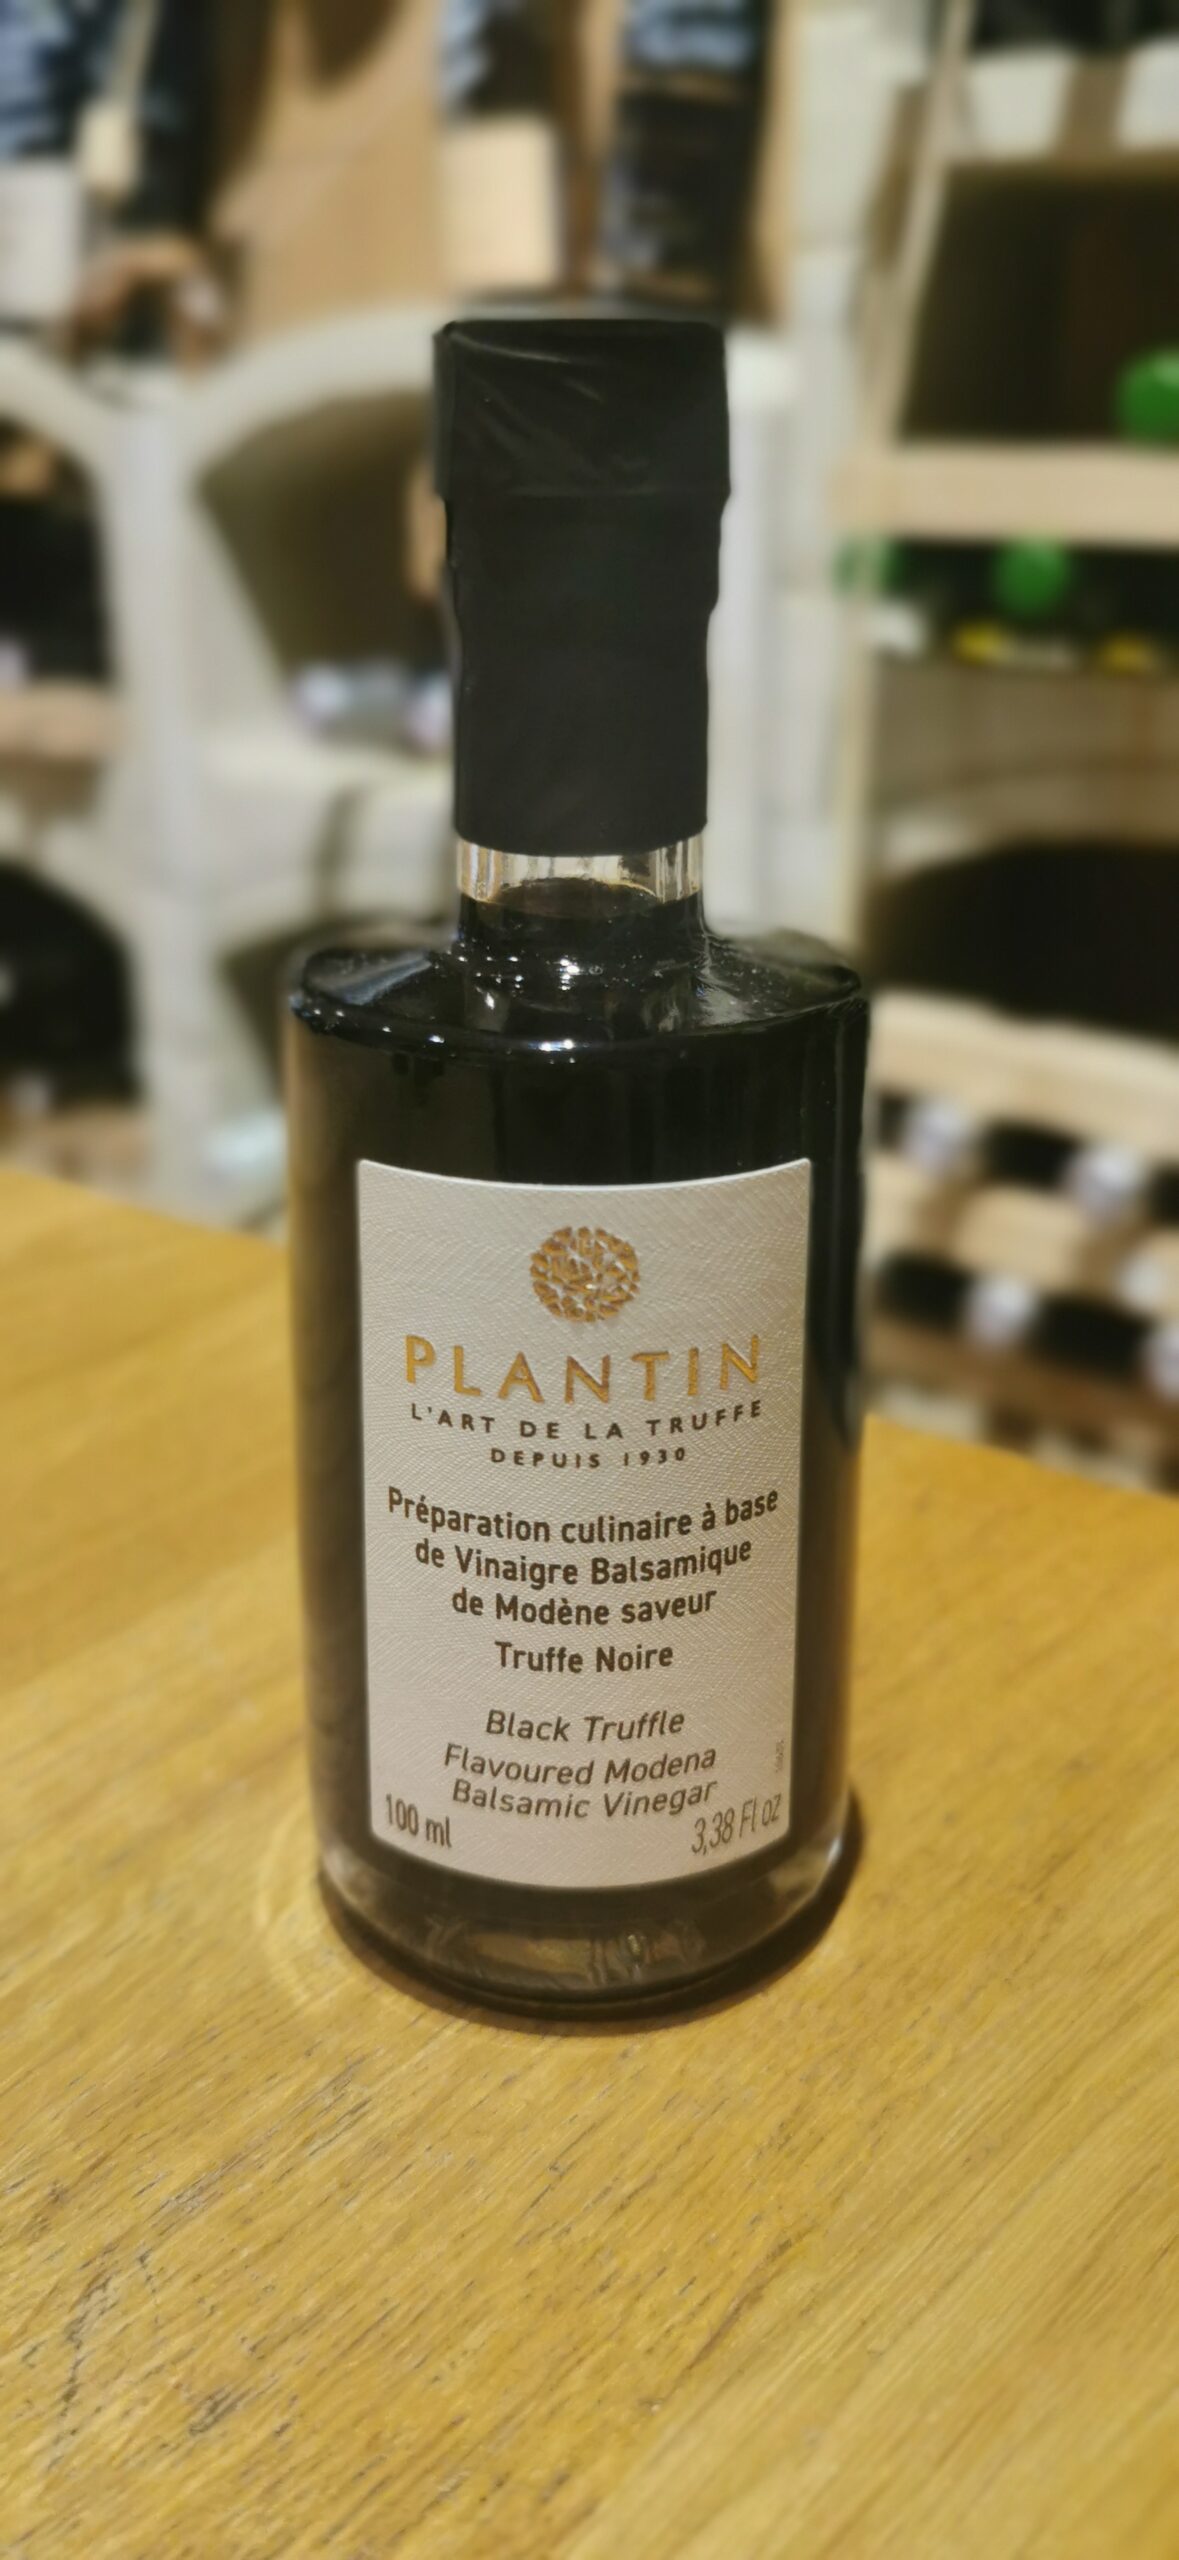 PLANTIN
L'ART DE LA TRUFFE
DEPUIS 1930
Préparation culinaire à base
de Vinaigre Balsamique
de Modène saveur
Truffe Noire
Black Truffle
Flavoured Modena
Balsamic Vinegar
100 ml
3,38 Fl oz